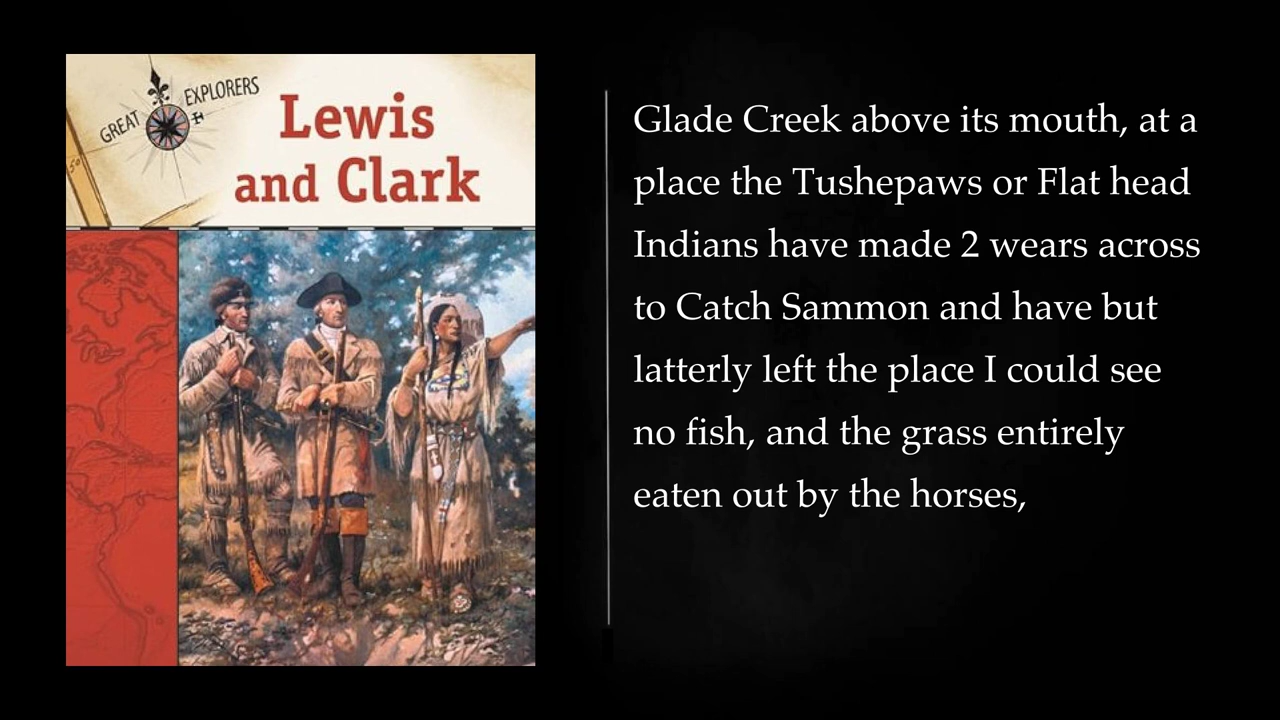 GREAT EXPLORERS
Lewis
and Clark
50
Glade Creek above its mouth, at a
place the Tushepaws or Flat head
Indians have made 2 wears across
to Catch Sammon and have but
latterly left the place I could see
no fish, and the grass entirely
eaten out by the horses,